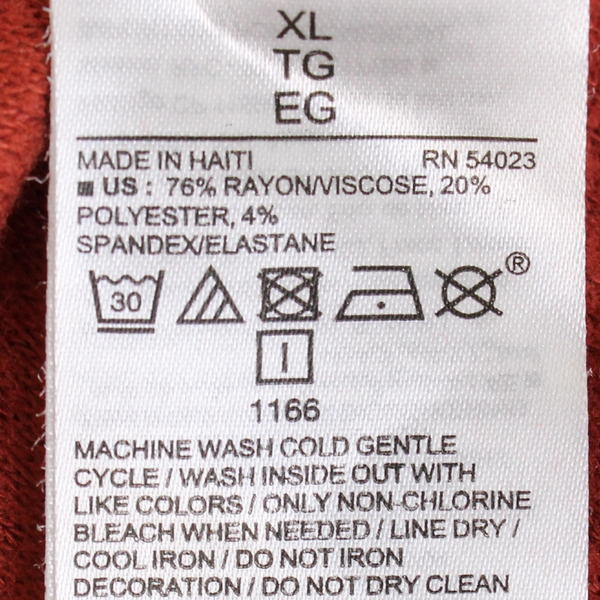 XL
TG
EG
MADE IN HAITI RN 54023
US : 76% RAYON/VISCOSE, 20%
POLYESTER, 4%
SPANDEX/ELASTANE
30 ®
1166
MACHINE WASH COLD GENTLE
CYCLE / WASH INSIDE OUT WITH
LIKE COLORS / ONLY NON-CHLORINE
BLEACH WHEN NEEDED / LINE DRY /
COOL IRON / DO NOT IRON
DECORATION / DO NOT DRY CLEAN